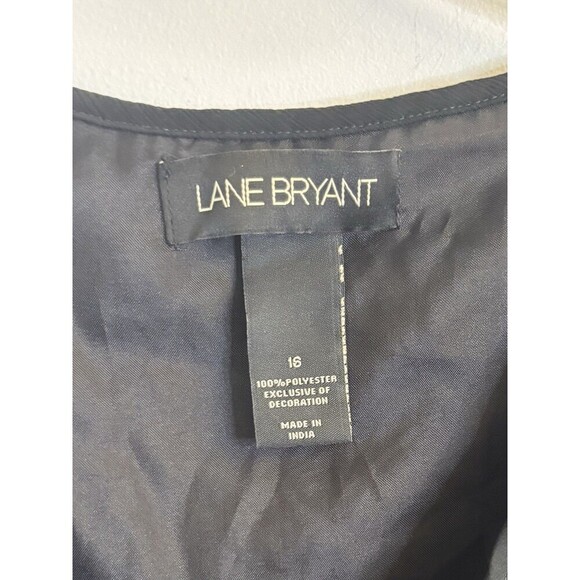 LANE BRYANT
16
100%POLYESTER
EXCLUSIVE OF
DECORATION
MADE IN
INDIA